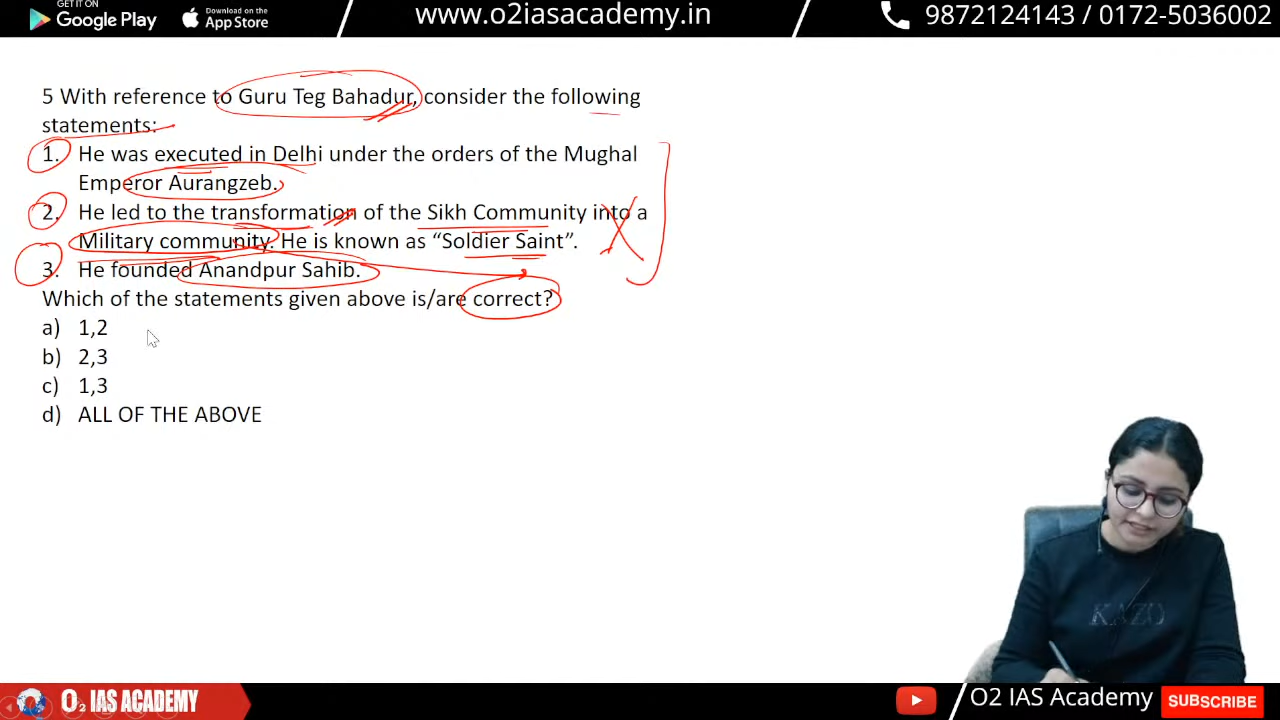 GET IT ON
Google Play
Download on the
App Store
www.o2iasacademy.in
9872124143 / 0172-5036002
5 With reference to Guru Teg Bahadur, consider the following
statements:
1. He was executed in Delhi under the orders of the Mughal
Emperor Aurangzeb.
2. He led to the transformation of the Sikh Community into a
Military community. He is known as “Soldier Saint”.
3. He founded Anandpur Sahib.
Which of the statements given above is/are correct?
a) 1,2
b) 2,3
c) 1,3
d) ALL OF THE ABOVE
KAZO
O2 IAS ACADEMY
O2 IAS Academy
SUBSCRIBE